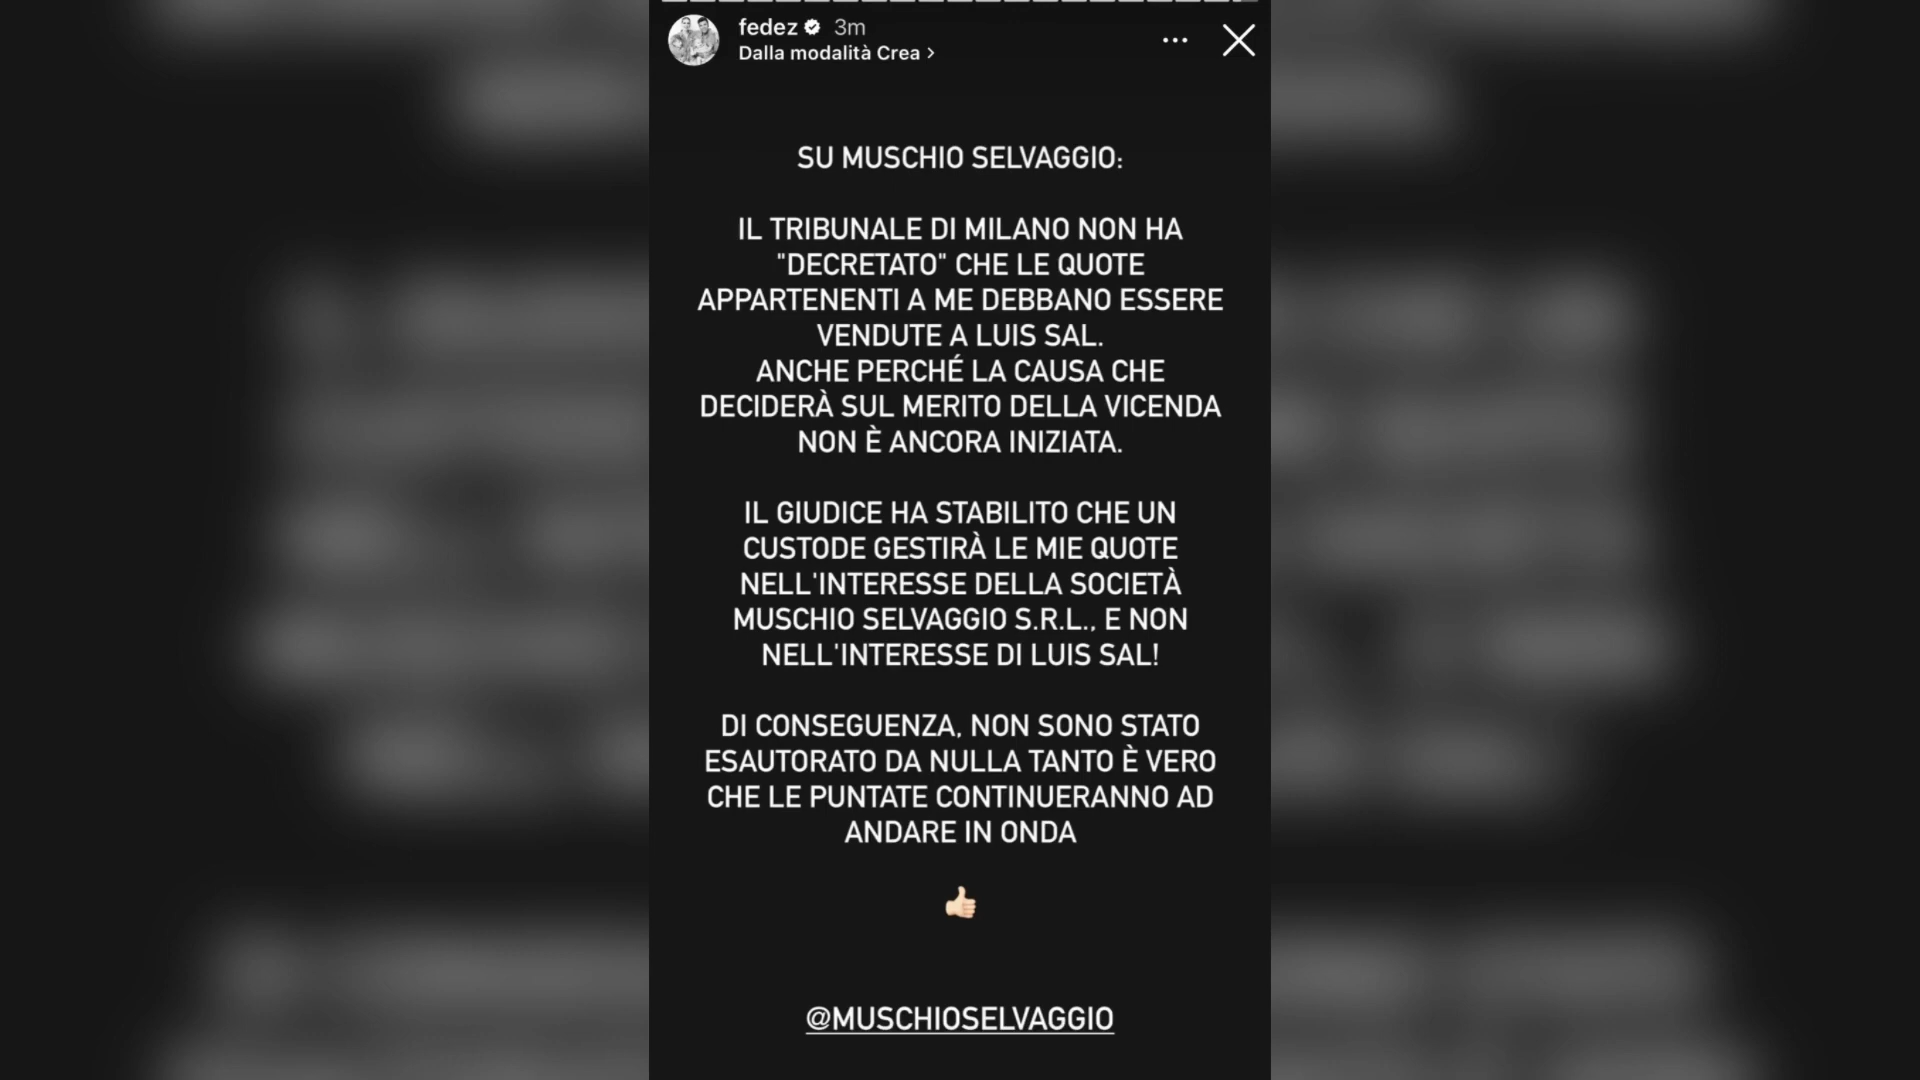 fedez 3m
Dalla modalità Crea >
SU MUSCHIO SELVAGGIO:
IL TRIBUNALE DI MILANO NON HA
"DECRETATO" CHE LE QUOTE
APPARTENENTI A ME DEBBANO ESSERE
VENDUTE A LUIS SAL.
ANCHE PERCHÉ LA CAUSA CHE
DECIDERÀ SUL MERITO DELLA VICENDA
NON È ANCORA INIZIATA.
IL GIUDICE HA STABILITO CHE UN
CUSTODE GESTIRÀ LE MIE QUOTE
NELL'INTERESSE DELLA SOCIETÀ
MUSCHIO SELVAGGIO S.R.L., E NON
NELL'INTERESSE DI LUIS SAL!
DI CONSEGUENZA, NON SONO STATO
ESAUTORATO DA NULLA TANTO È VERO
CHE LE PUNTATE CONTINUERANNO AD
ANDARE IN ONDA
👍🏻
@MUSCHIOSELVAGGIO